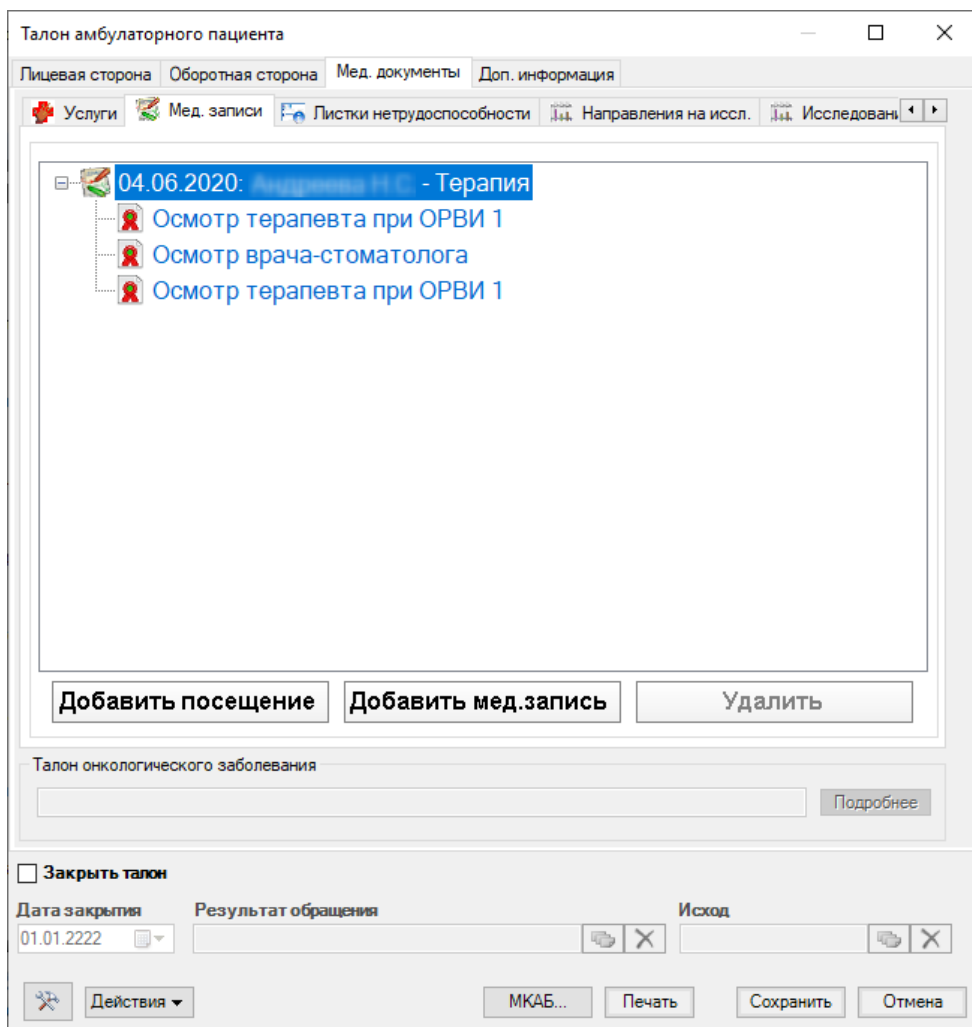 Талон амбулаторного пациента
Лицевая сторона Оборотная сторона Мед. документы Доп. информация
Услуги Мед. записи Листки нетрудоспособности Направления на иссл. Исследован
04.06.2020: - Терапия
Осмотр терапевта при ОРВИ 1
Осмотр врача-стоматолога
Осмотр терапевта при ОРВИ 1
Добавить посещение Добавить мед.запись Удалить
Талон онкологического заболевания
Подробнее
Закрыть талон
Дата закрытия Результат обращения Исход
01.01.2222
Действия МКАБ... Печать Сохранить Отмена